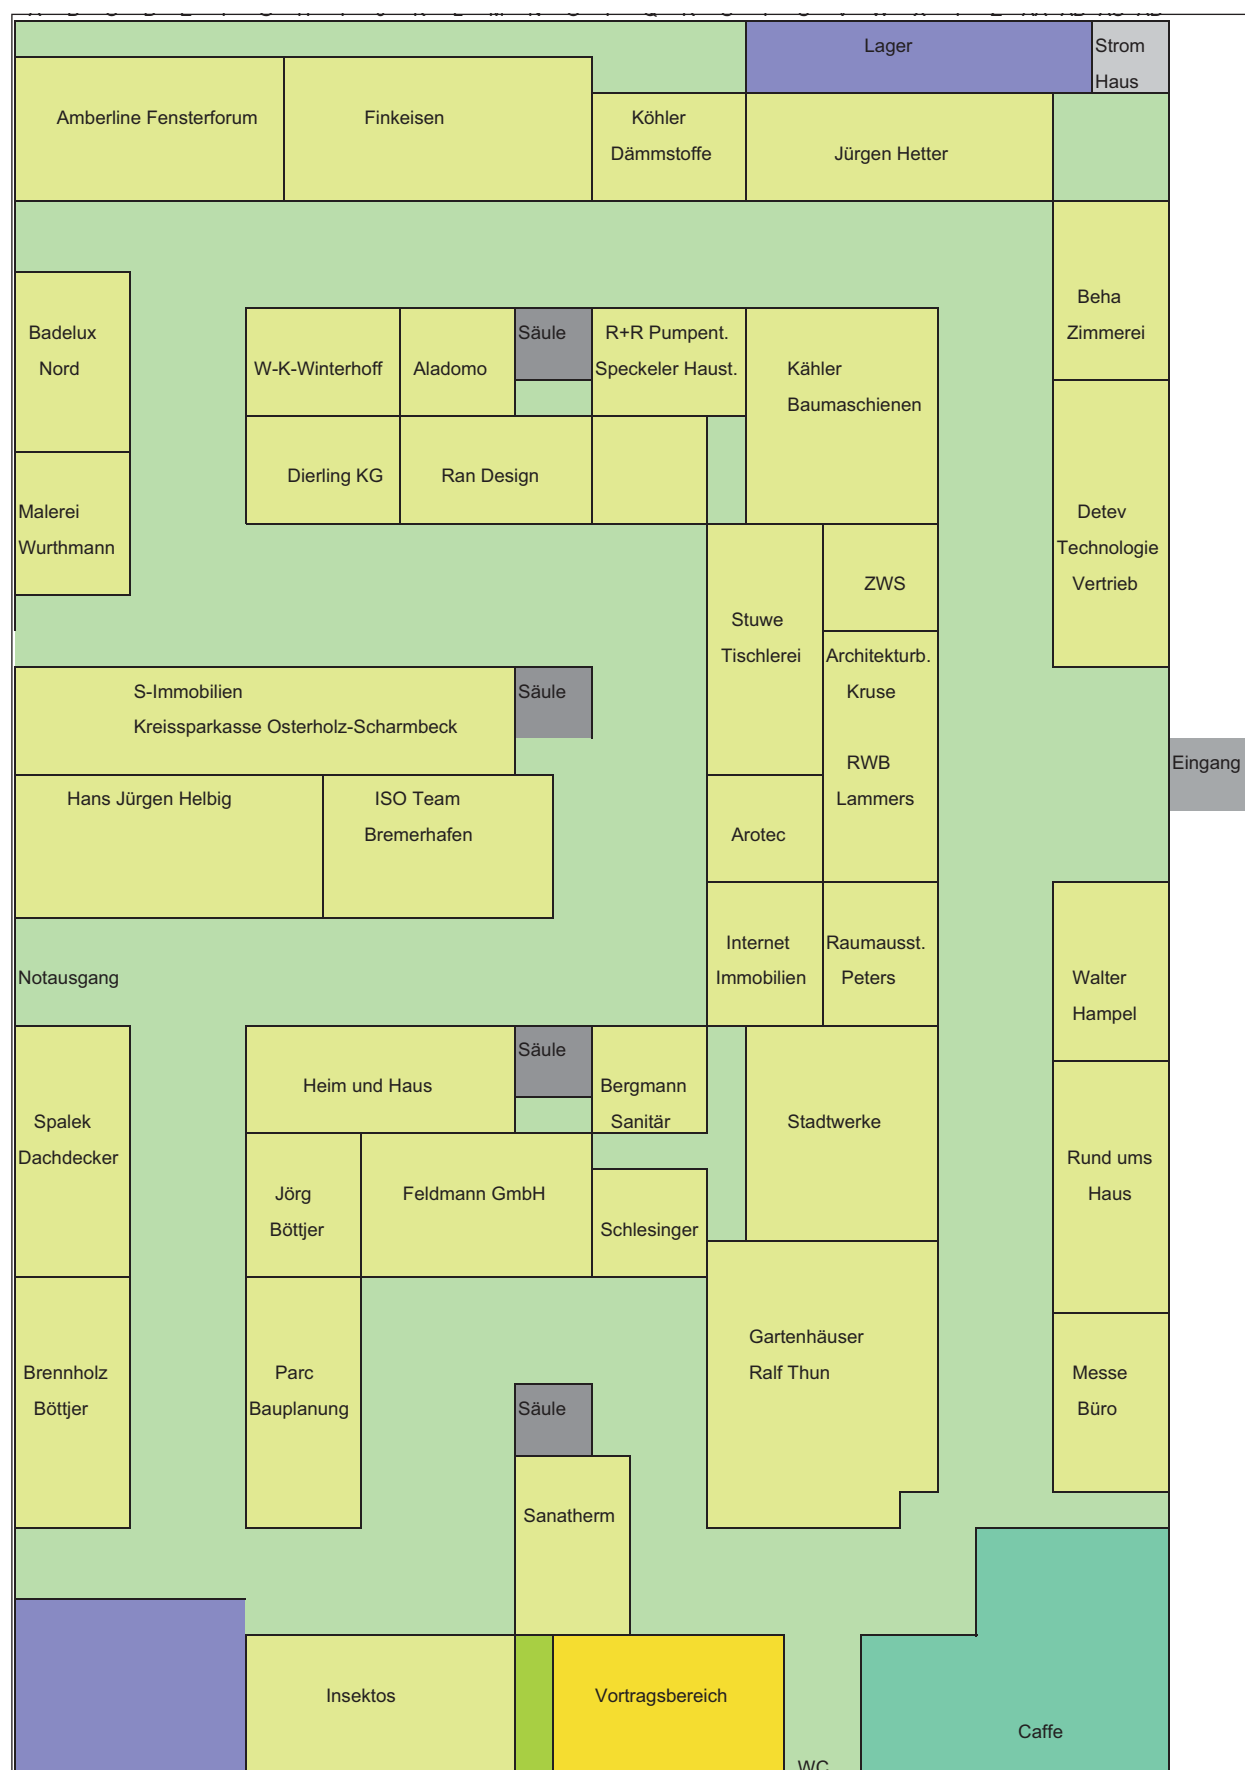 Lager
Strom
Haus
Amberline Fensterforum
Finkeisen
Köhler
Dämmstoffe
Jürgen Hetter
Beha
Zimmerei
Badelux
Nord
W-K-Winterhoff
Aladomo
Säule
R+R Pumpent.
Speckeler Haust.
Kähler
Baumaschienen
Dierling KG
Ran Design
Malerei
Wurthmann
Detev
Technologie
Vertrieb
ZWS
Stuwe
Tischlerei
Architekturb.
Kruse
S-Immobilien
Kreissparkasse Osterholz-Scharmbeck
Säule
RWB
Lammers
Eingang
Hans Jürgen Helbig
ISO Team
Bremerhafen
Arotec
Internet
Immobilien
Raumausst.
Peters
Notausgang
Walter
Hampel
Säule
Heim und Haus
Bergmann
Sanitär
Stadtwerke
Spalek
Dachdecker
Rund ums
Haus
Jörg
Böttjer
Feldmann GmbH
Schlesinger
Gartenhäuser
Ralf Thun
Brennholz
Böttjer
Parc
Bauplanung
Säule
Messe
Büro
Sanatherm
Insektos
Vortragsbereich
Caffe
WC